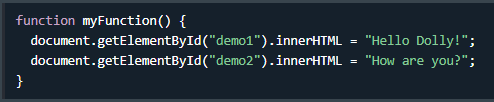 function myFunction() {
  document.getElementById("demo1").innerHTML = "Hello Dolly!";
  document.getElementById("demo2").innerHTML = "How are you?";
}